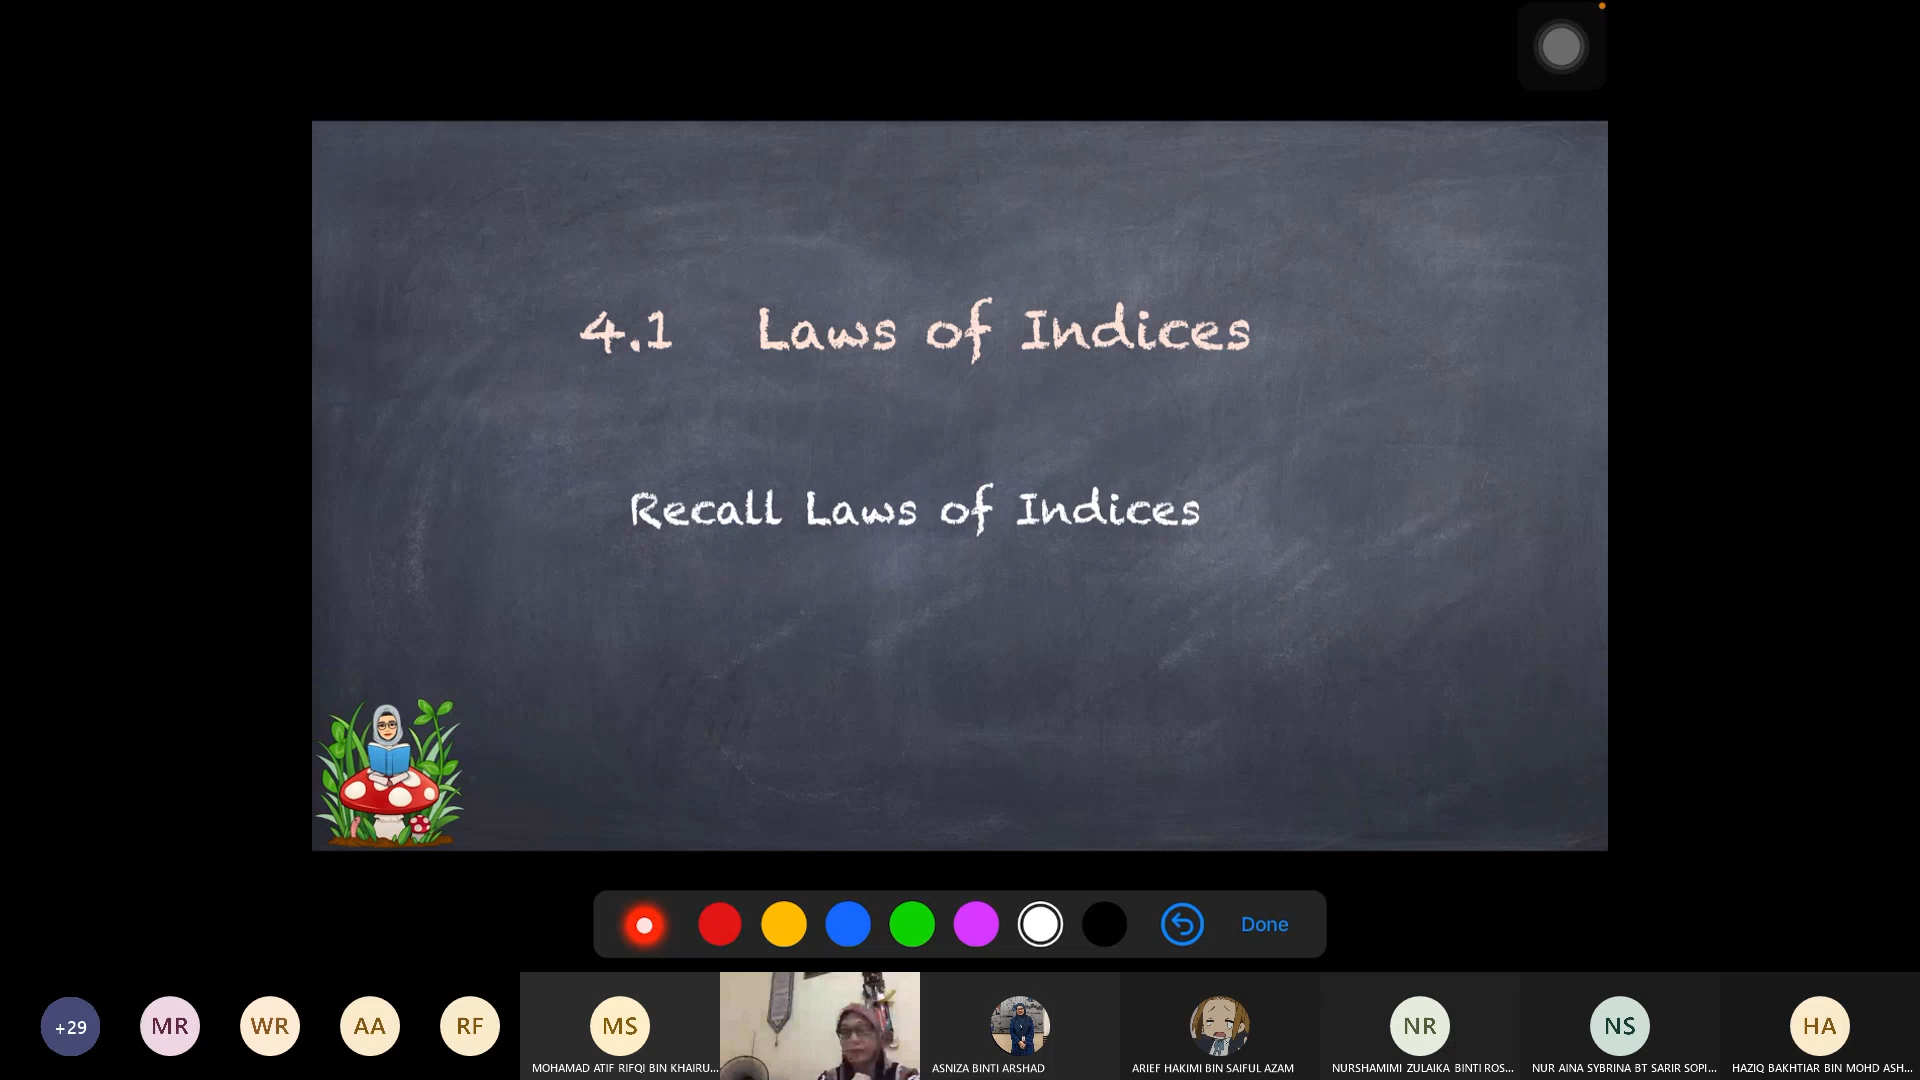 4.1 Laws of Indices
Recall Laws of Indices
Done
+29
MR
WR
AA
RF
MS
NR
NS
HA
MOHAMAD ATIF RIFQI BIN KHAIRU...
ASNIZA BINTI ARSHAD
ARIEF HAKIMI BIN SAIFUL AZAM
NURSHAMIMI ZULAIKA BINTI ROS...
NUR AINA SYBRINA BT SARIR SOPI...
HAZIQ BAKHTIAR BIN MOHD ASH...